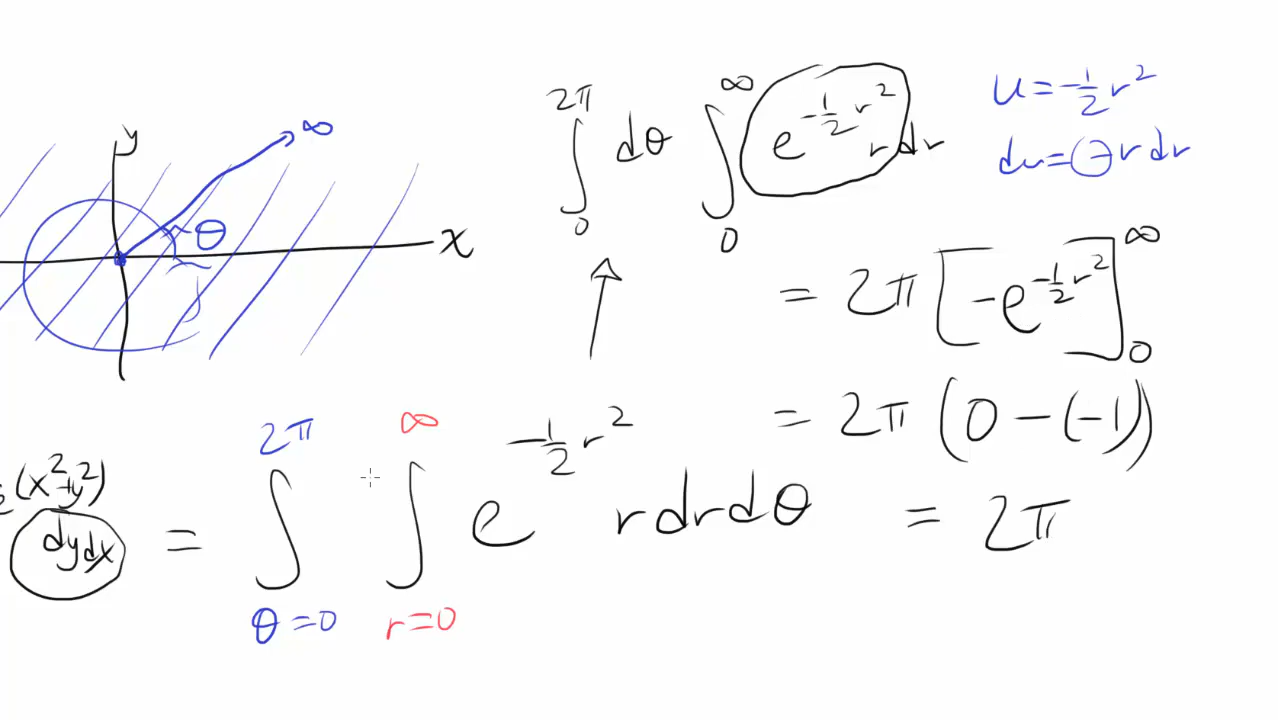 y
∞
θ
x
∫₀^{2π} dθ ∫₀^∞ e^{-½r²} r dr
u = -½r²
du = -r dr
= 2π [-e^{-½r²}]₀^∞
= 2π (0 - (-1))
(x²+y²) dydx = ∫_{θ=0}^{2π} ∫_{r=0}^{∞} e^{-½r²} r dr dθ = 2π